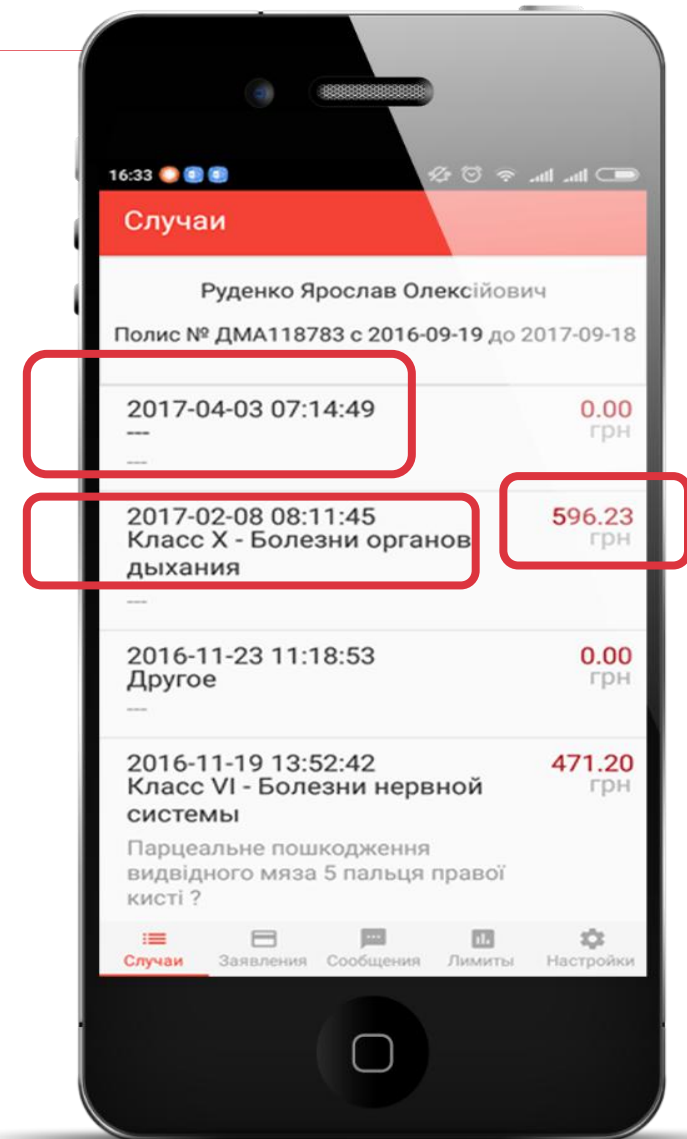 16:33
Случаи
Руденко Ярослав Олексійович
Полис № ДМА118783 с 2016-09-19 до 2017-09-18
2017-04-03 07:14:49 0.00
--- грн
---
2017-02-08 08:11:45 596.23
Класс X - Болезни органов грн
дыхания
---
2016-11-23 11:18:53 0.00
Другое грн
---
2016-11-19 13:52:42 471.20
Класс VI - Болезни нервной грн
системы
Парцеальне пошкодження
видвідного мяза 5 пальця правої
кисті ?
Случаи Заявления Сообщения Лимиты Настройки